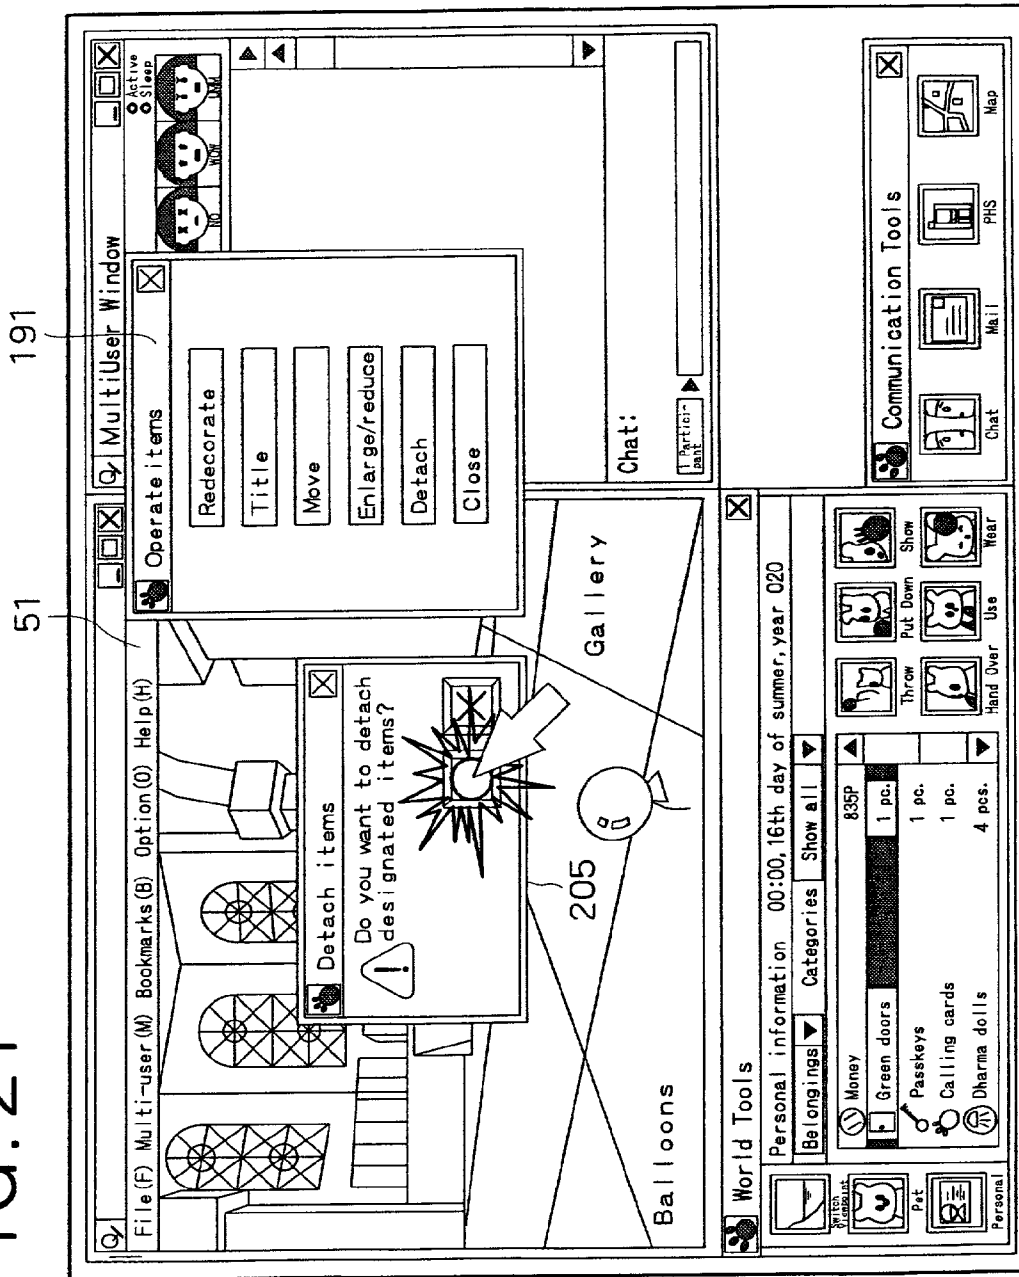 FIG. 21
51
191
File(F) Multi-user(M) Bookmarks(B) Option(O) Help(H)
Detach items
Do you want to detach
designated items?
205
Balloons
Gallery
MultiUser Window
Active
Sleep
NO
WOW
Operate items
Redecorate
Title
Move
Enlarge/reduce
Detach
Close
Chat:
1 Partici-
pant
World Tools
Switch
Viewpoint
Pet
Personal
Personal information 00:00, 16th day of summer, year 020
Belongings Categories Show all
Money 835P
Green doors 1 pc.
Passkeys 1 pc.
Calling cards 1 pc.
Dharma dolls 4 pcs.
Throw Put Down Show
Hand Over Use Wear
Communication Tools
Chat Mail PHS Map